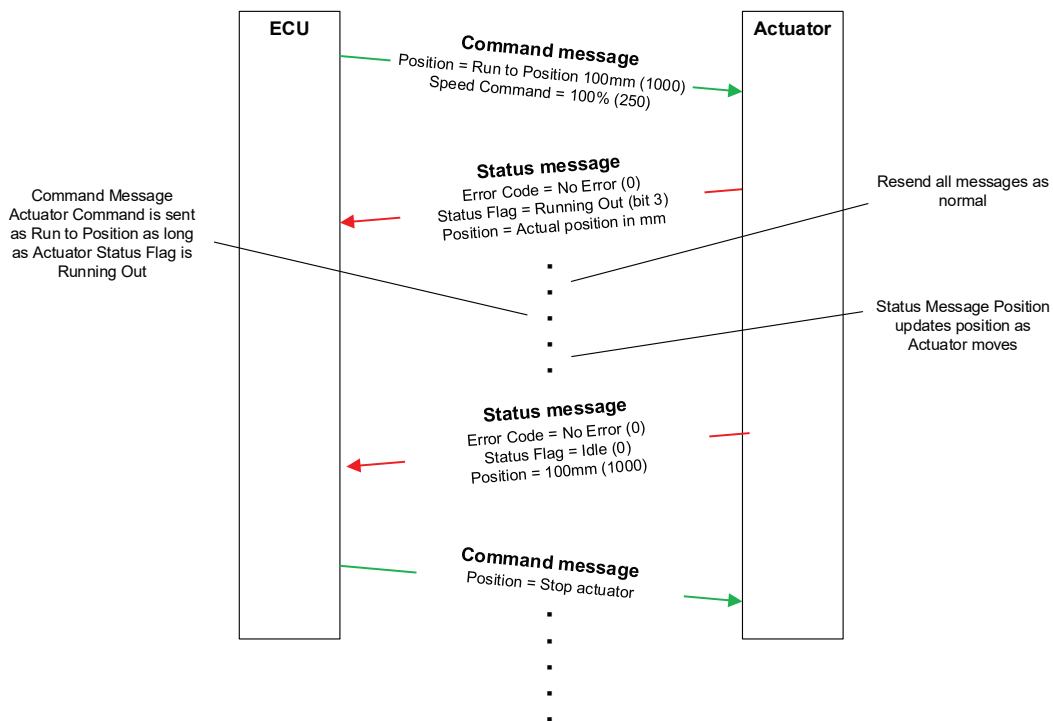 ECU
Actuator
Command message
Position = Run to Position 100mm (1000)
Speed Command = 100% (250)
Status message
Error Code = No Error (0)
Status Flag = Running Out (bit 3)
Position = Actual position in mm
Command Message
Actuator Command is sent
as Run to Position as long
as Actuator Status Flag is
Running Out
Resend all messages as
normal
Status Message Position
updates position as
Actuator moves
Status message
Error Code = No Error (0)
Status Flag = Idle (0)
Position = 100mm (1000)
Command message
Position = Stop actuator